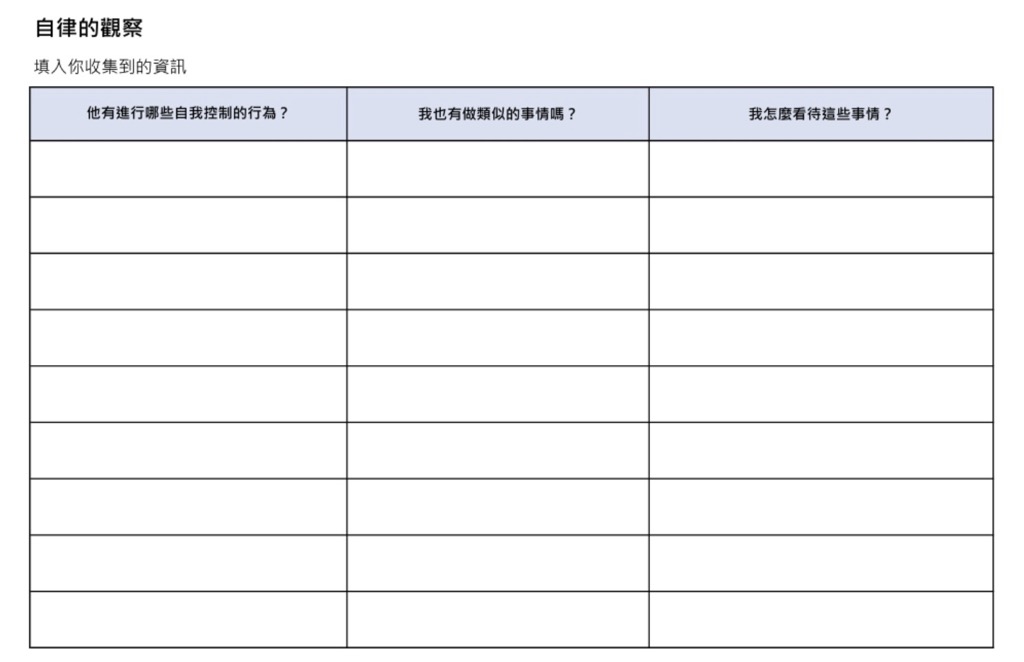 自律的觀察
填入你收集到的資訊
他有進行哪些自我控制的行為？
我也有做類似的事情嗎？
我怎麼看待這些事情？